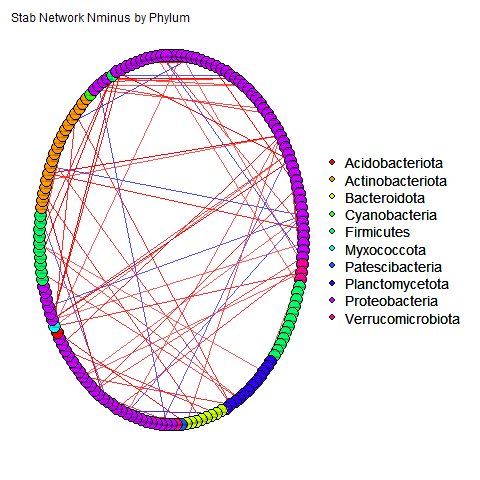 Stab Network Nminus by Phylum
Acidobacteriota
Actinobacteriota
Bacteroidota
Cyanobacteria
Firmicutes
Myxococcota
Patescibacteria
Planctomycetota
Proteobacteria
Verrucomicrobiota